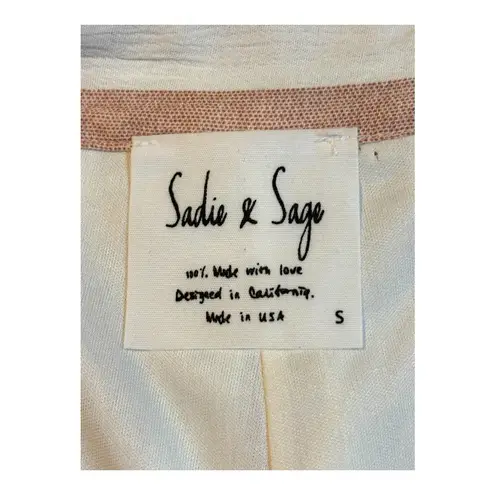 Sadie & Sage
100% Made with love
Designed in California.
Made in USA
S